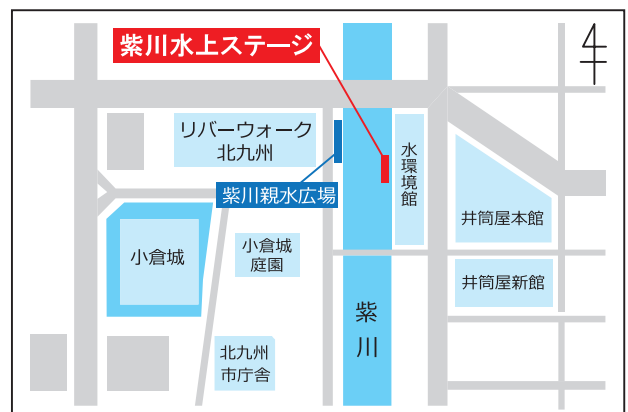 紫川水上ステージ
リバーウォーク
北九州
水環境館
紫川親水広場
井筒屋本館
小倉城
小倉城
庭園
井筒屋新館
紫川
北九州
市庁舎